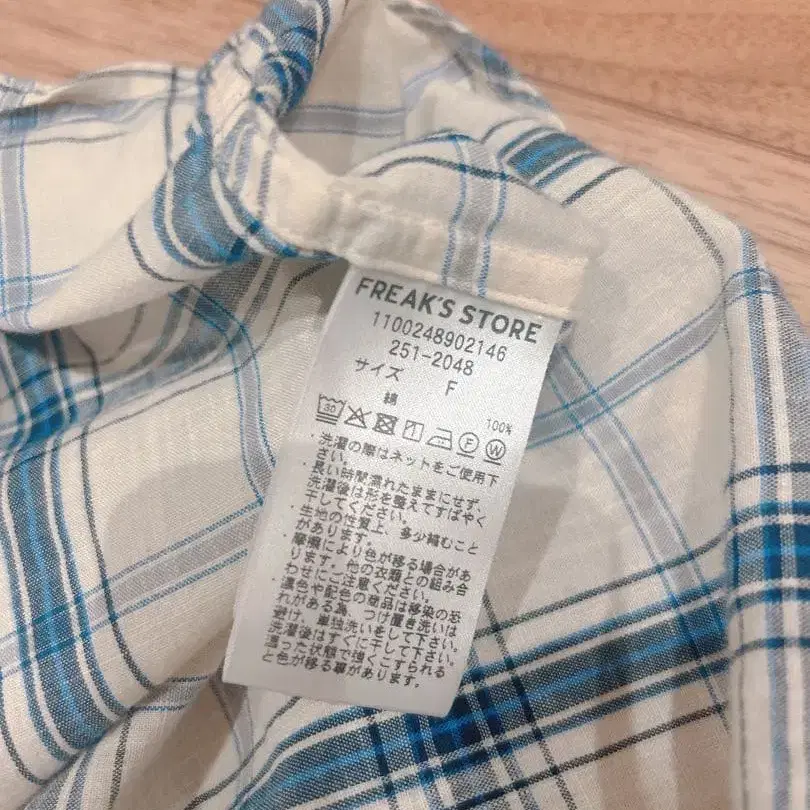 FREAK'S STORE
1100248902146
251-2048
サイズ F
綿 100%
30 F W
・洗濯の際はネットをご使用下
さい。
・長い時間濡れたままにせず、
洗濯後は形を整えてすばやく
干してください。
・生地の性質上、多少縮むこと
があります。
・摩擦により色が移る場合があ
ります。他の衣類との組み合
わせにご注意ください。
・濃色や配色の商品は移染の恐
れがある為、つけ置き洗いは
避け、単独洗いをして下さい。
洗濯後はすぐに干して下さい。
湿った状態で強くこすられる
と色が移る事があります。